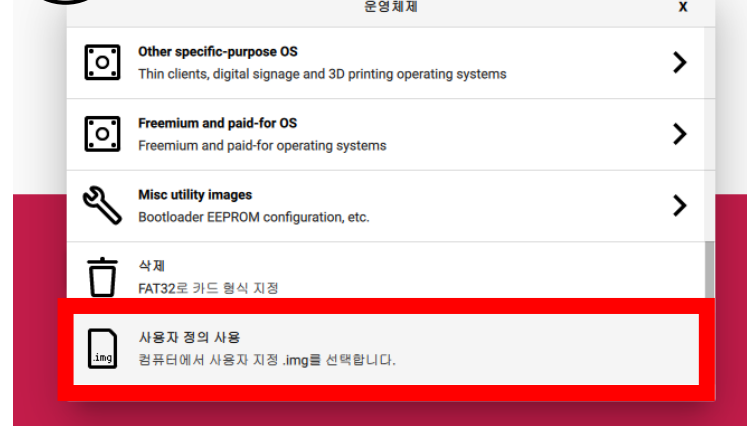 운영체제
X
Other specific-purpose OS
Thin clients, digital signage and 3D printing operating systems
Freemium and paid-for OS
Freemium and paid-for operating systems
Misc utility images
Bootloader EEPROM configuration, etc.
삭제
FAT32로 카드 형식 지정
사용자 정의 사용
.img
컴퓨터에서 사용자 지정 .img를 선택합니다.